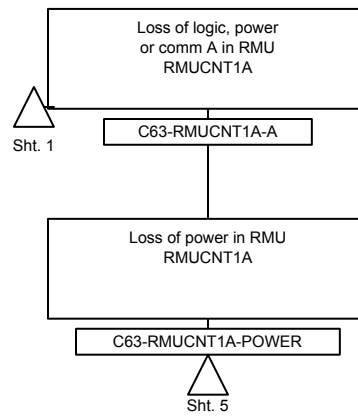 Loss of logic, power
or comm A in RMU
RMUCNT1A
C63-RMUCNT1A-A
Sht. 1
Loss of power in RMU
RMUCNT1A
C63-RMUCNT1A-POWER
Sht. 5